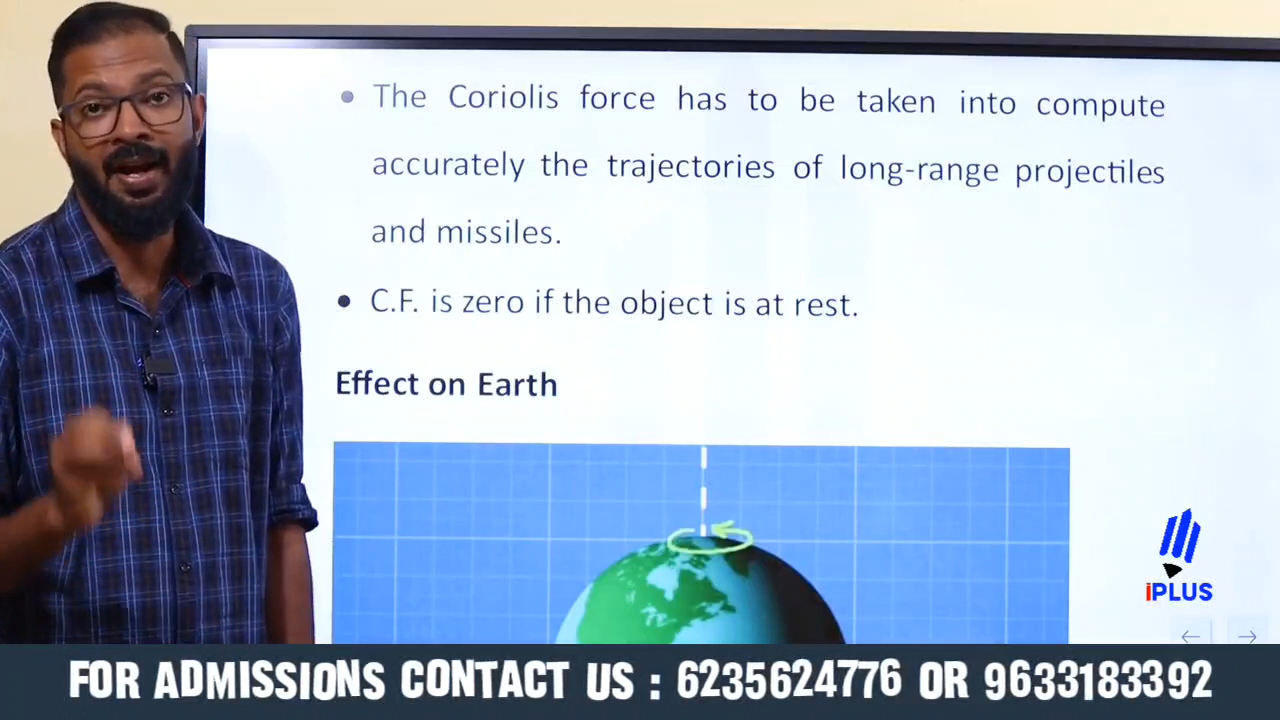 • The Coriolis force has to be taken into compute
accurately the trajectories of long-range projectiles
and missiles.
• C.F. is zero if the object is at rest.
Effect on Earth
iPLUS
FOR ADMISSIONS CONTACT US : 6235624776 OR 9633183392